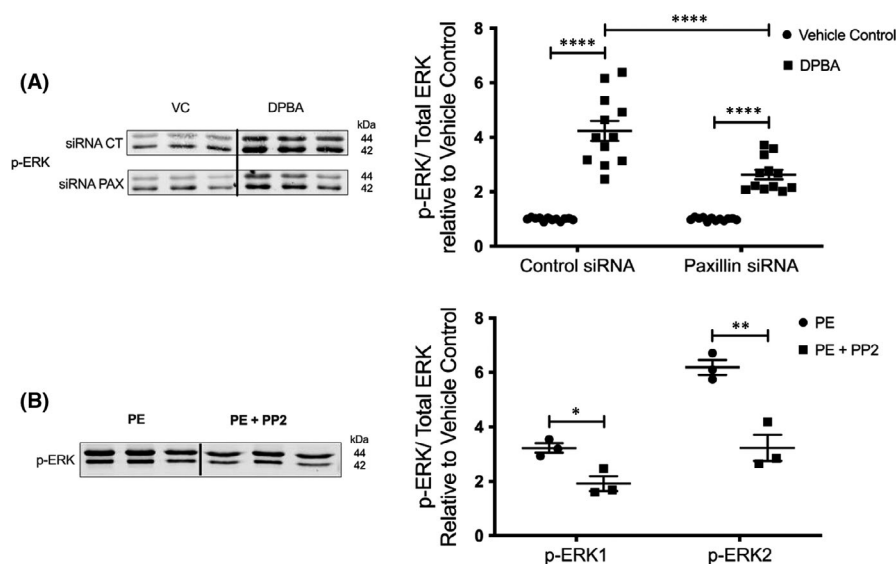 (A)
VC DPBA
kDa
siRNA CT
44
42
p-ERK
siRNA PAX
44
42
p-ERK/ Total ERK
relative to Vehicle Control
8
6
4
2
0
****
****
****
Vehicle Control
DPBA
Control siRNA Paxillin siRNA
(B)
PE PE + PP2
kDa
p-ERK
44
42
p-ERK/ Total ERK
Relative to Vehicle Control
8
6
4
2
0
*
**
PE
PE + PP2
p-ERK1 p-ERK2